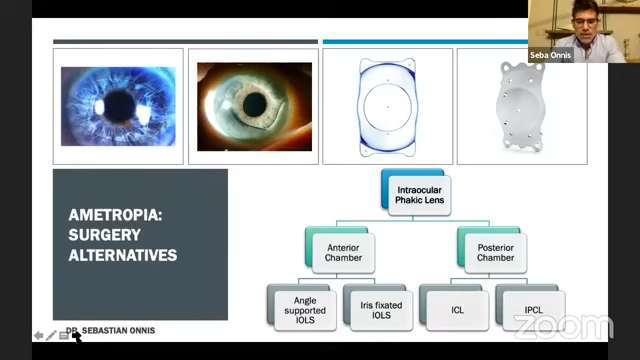 Seba Onnis
AMETROPIA:
SURGERY
ALTERNATIVES
Intraocular
Phakic Lens
Anterior
Chamber
Posterior
Chamber
Angle
supported
IOLS
Iris fixated
IOLS
ICL
IPCL
DR. SEBASTIAN ONNIS
zoom